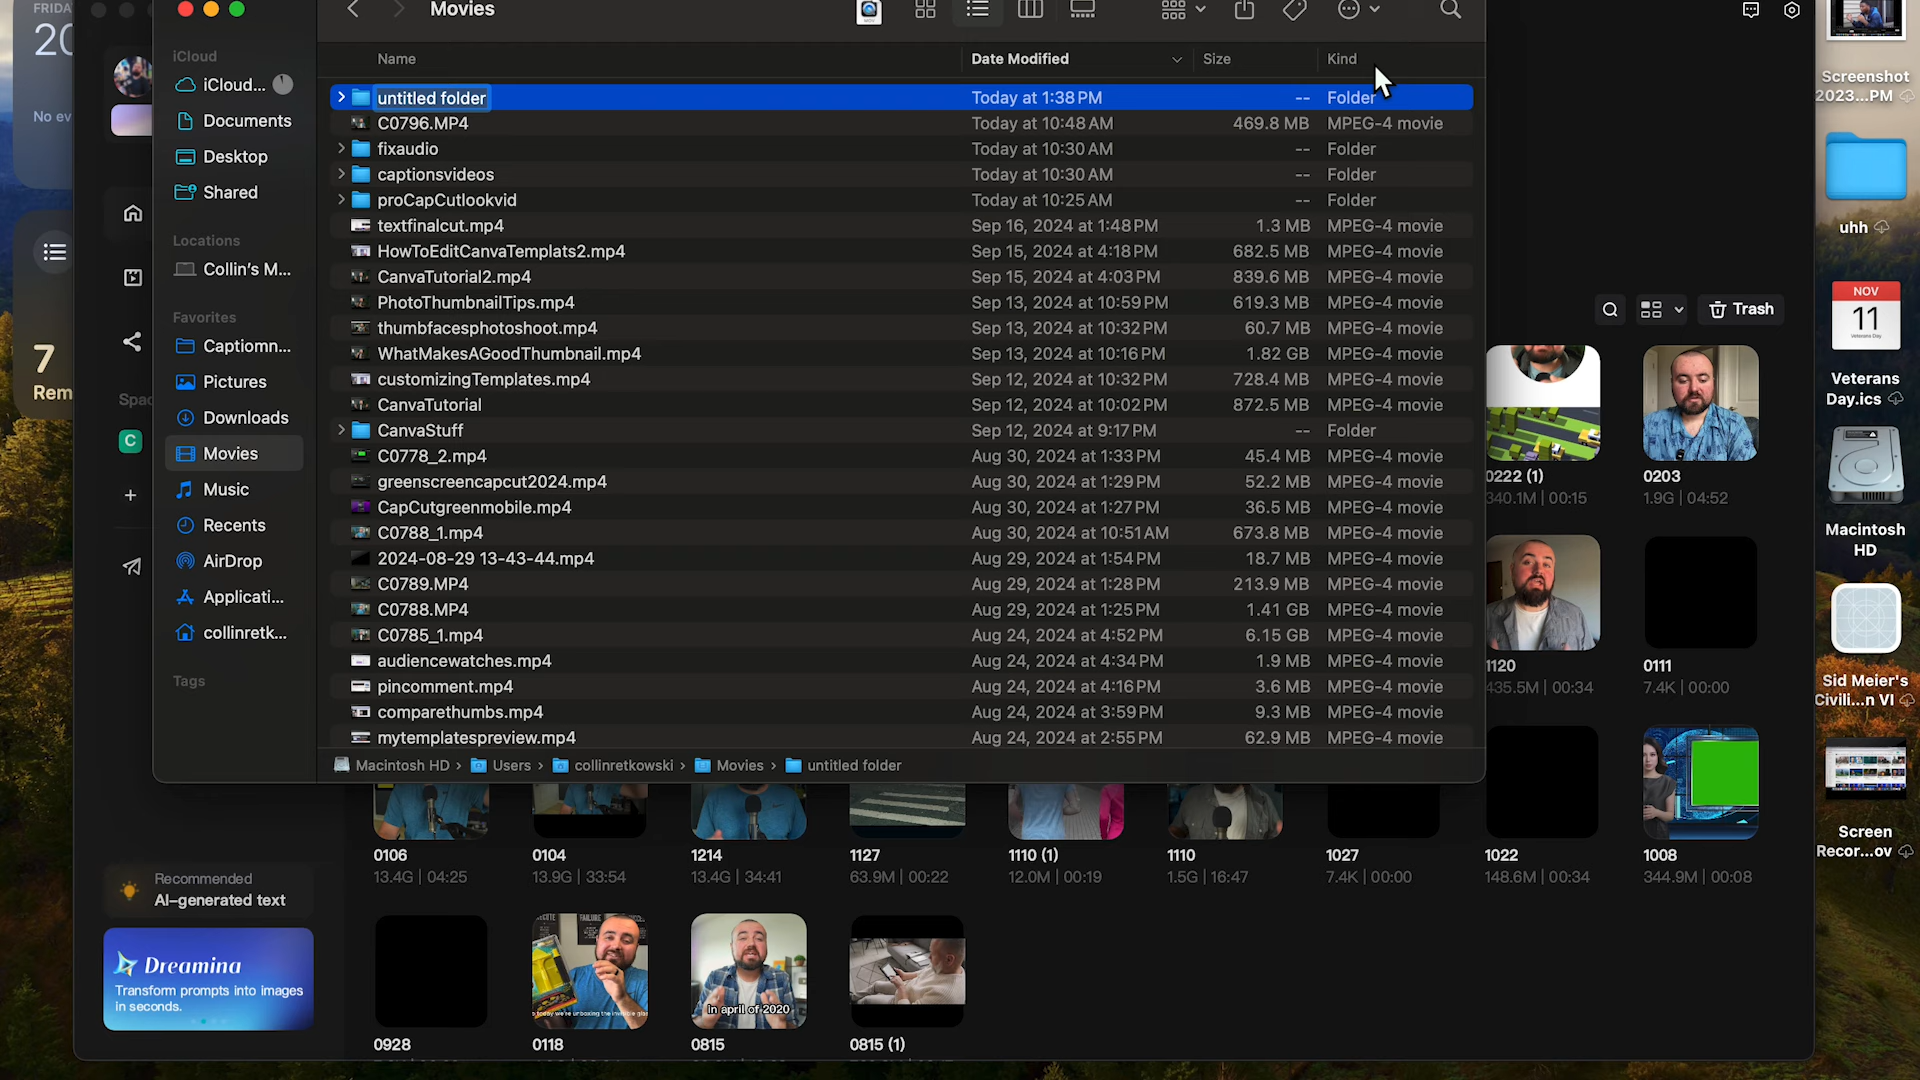 FRIDA
20
No ev
7
Rem
Spac
C
Recommended
AI-generated text
Dreamina
Transform prompts into images
in seconds.
iCloud
iCloud...
Documents
Desktop
Shared
Locations
Collin's M...
Favorites
Captiomn...
Pictures
Downloads
Movies
Music
Recents
AirDrop
Applicati...
collinretk...
Tags
Movies
Name Date Modified Size Kind
untitled folder Today at 1:38 PM -- Folder
C0796.MP4 Today at 10:48 AM 469.8 MB MPEG-4 movie
fixaudio Today at 10:30 AM -- Folder
captionsvideos Today at 10:30 AM -- Folder
proCapCutlookvid Today at 10:25 AM -- Folder
textfinalcut.mp4 Sep 16, 2024 at 1:48 PM 1.3 MB MPEG-4 movie
HowToEditCanvaTemplats2.mp4 Sep 15, 2024 at 4:18 PM 682.5 MB MPEG-4 movie
CanvaTutorial2.mp4 Sep 15, 2024 at 4:03 PM 839.6 MB MPEG-4 movie
PhotoThumbnailTips.mp4 Sep 13, 2024 at 10:59 PM 619.3 MB MPEG-4 movie
thumbfacesphotoshoot.mp4 Sep 13, 2024 at 10:32 PM 60.7 MB MPEG-4 movie
WhatMakesAGoodThumbnail.mp4 Sep 13, 2024 at 10:16 PM 1.82 GB MPEG-4 movie
customizingTemplates.mp4 Sep 12, 2024 at 10:32 PM 728.4 MB MPEG-4 movie
CanvaTutorial Sep 12, 2024 at 10:02 PM 872.5 MB MPEG-4 movie
CanvaStuff Sep 12, 2024 at 9:17 PM -- Folder
C0778_2.mp4 Aug 30, 2024 at 1:33 PM 45.4 MB MPEG-4 movie
greenscreencapcut2024.mp4 Aug 30, 2024 at 1:29 PM 52.2 MB MPEG-4 movie
CapCutgreenmobile.mp4 Aug 30, 2024 at 1:27 PM 36.5 MB MPEG-4 movie
C0788_1.mp4 Aug 30, 2024 at 10:51 AM 673.8 MB MPEG-4 movie
2024-08-29 13-43-44.mp4 Aug 29, 2024 at 1:54 PM 18.7 MB MPEG-4 movie
C0789.MP4 Aug 29, 2024 at 1:28 PM 213.9 MB MPEG-4 movie
C0788.MP4 Aug 29, 2024 at 1:25 PM 1.41 GB MPEG-4 movie
C0785_1.mp4 Aug 24, 2024 at 4:52 PM 6.15 GB MPEG-4 movie
audiencewatches.mp4 Aug 24, 2024 at 4:34 PM 1.9 MB MPEG-4 movie
pincomment.mp4 Aug 24, 2024 at 4:16 PM 3.6 MB MPEG-4 movie
comparethumbs.mp4 Aug 24, 2024 at 3:59 PM 9.3 MB MPEG-4 movie
mytemplatespreview.mp4 Aug 24, 2024 at 2:55 PM 62.9 MB MPEG-4 movie
Macintosh HD › Users › collinretkowski › Movies › untitled folder
Trash
0222 (1) 0203
340.1M | 00:15 1.9G | 04:52
1120 0111
435.5M | 00:34 7.4K | 00:00
0106 0104 1214 1127 1110 (1) 1110 1027 1022 1008
13.4G | 04:25 13.9G | 33:54 13.4G | 34:41 63.9M | 00:22 12.0M | 00:19 1.5G | 16:47 7.4K | 00:00 148.6M | 00:34 344.9M | 00:08
in april of 2020
0928 0118 0815 0815 (1)
Screenshot
2023...PM
uhh
NOV
11
Veterans Day
Veterans
Day.ics
Macintosh
HD
Sid Meier's
Civili...n VI
Screen
Recor...ov